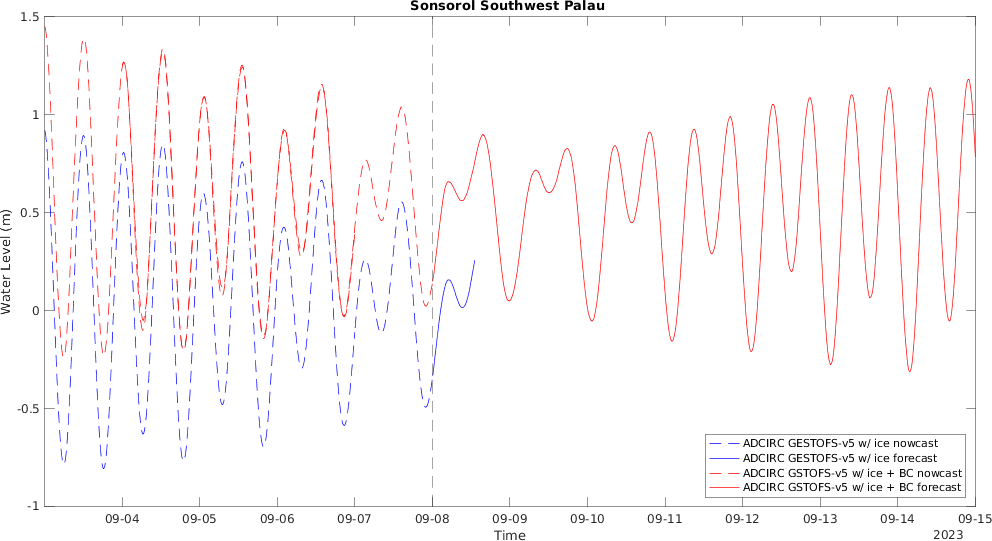 Sonsorol Southwest Palau
1.5
1
0.5
0
-0.5
-1
Water Level (m)
09-04
09-05
09-06
09-07
09-08
09-09
09-10
09-11
09-12
09-13
09-14
09-15
Time
2023
ADCIRC GESTOFS-v5 w/ ice nowcast
ADCIRC GESTOFS-v5 w/ ice forecast
ADCIRC GSTOFS-v5 w/ ice + BC nowcast
ADCIRC GSTOFS-v5 w/ ice + BC forecast